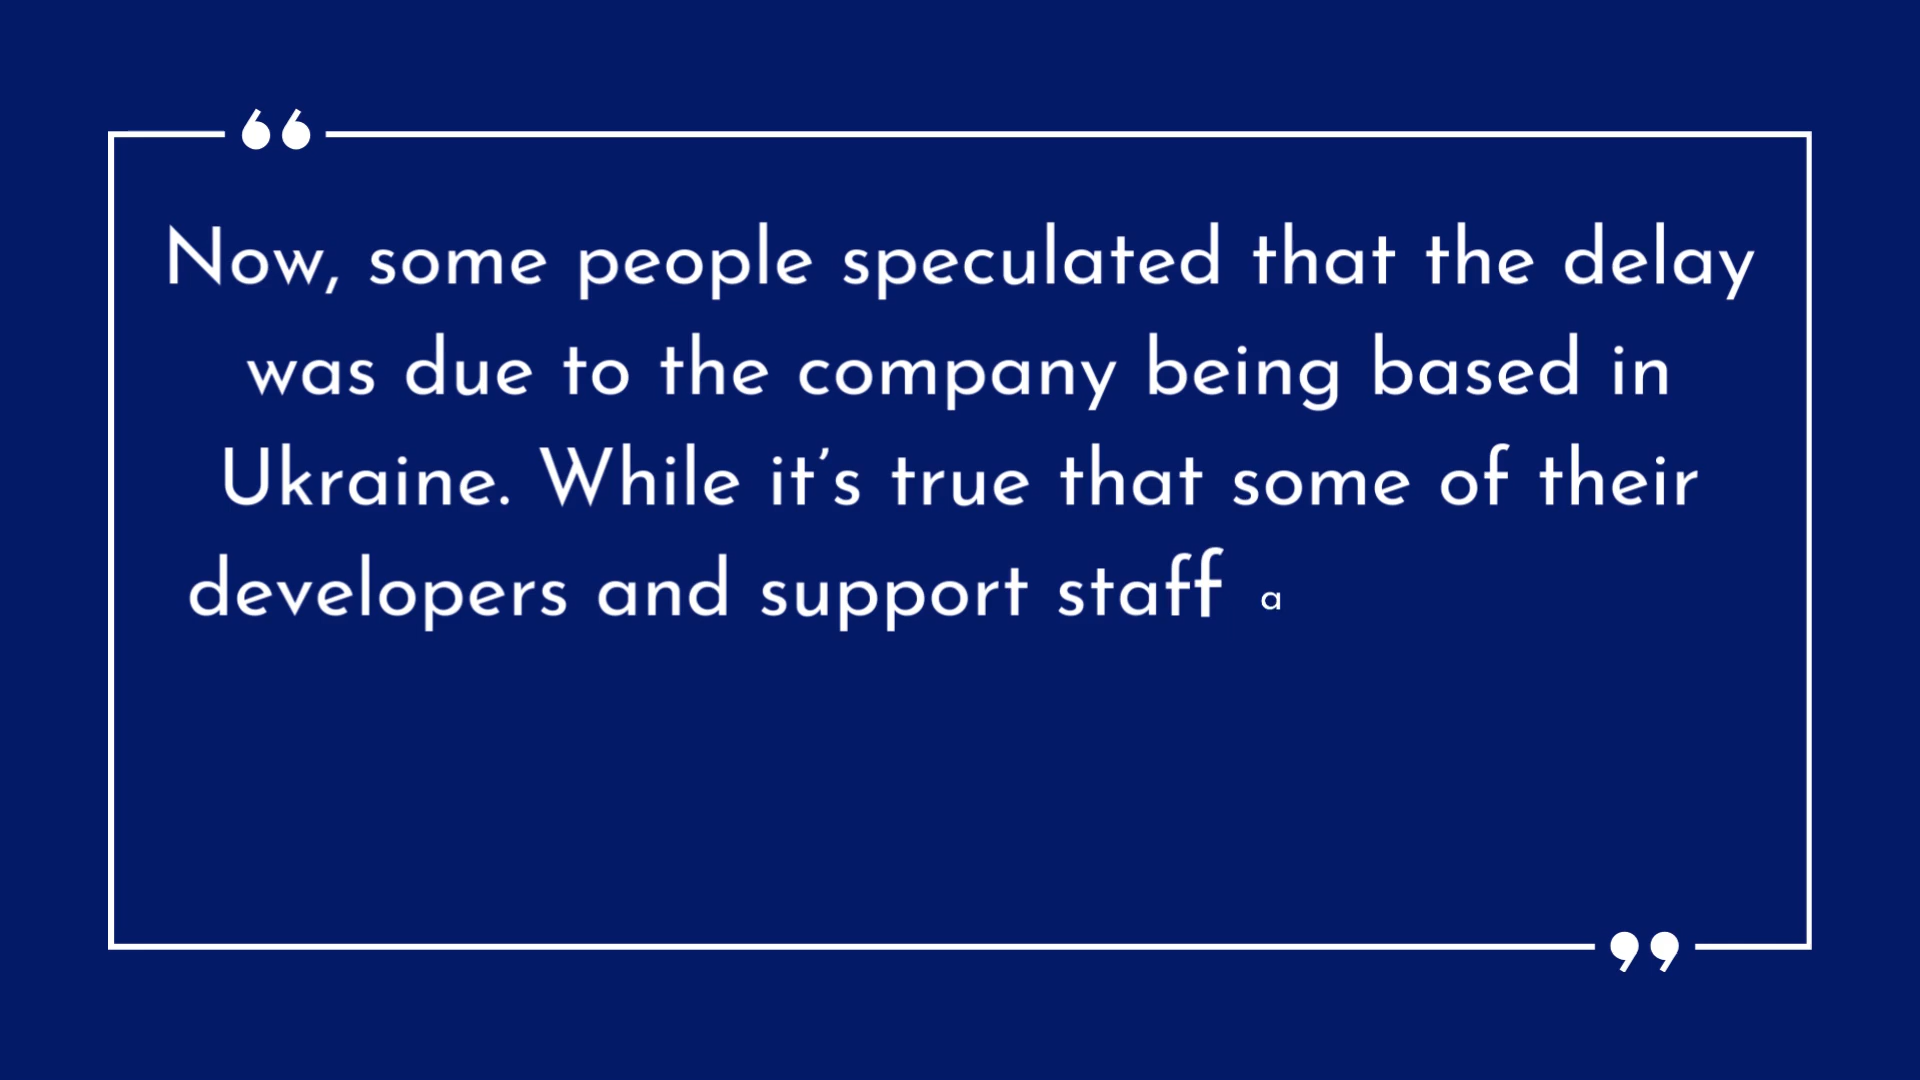 Now, some people speculated that the delay
was due to the company being based in
Ukraine. While it’s true that some of their
developers and support staff a